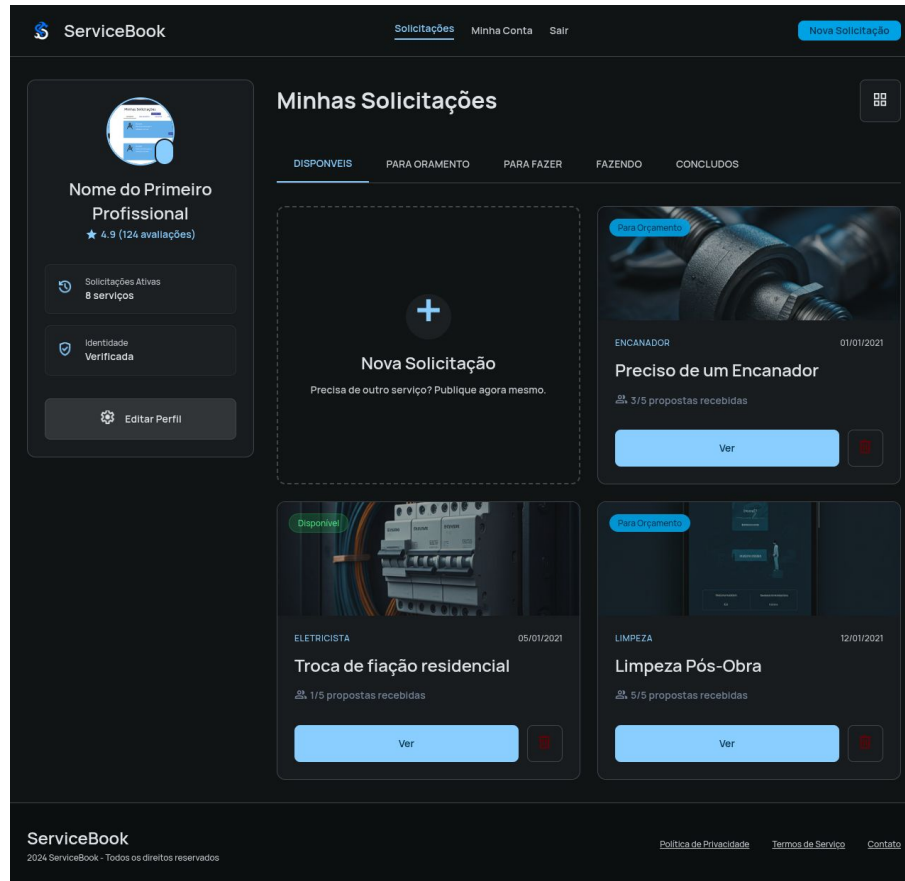 ServiceBook
Solicitações
Minha Conta
Sair
Nova Solicitação
Nome do Primeiro
Profissional
4.9 (124 avaliações)
Solicitações Ativas
8 serviços
Identidade
Verificada
Editar Perfil
Minhas Solicitações
DISPONVEIS
PARA ORAMENTO
PARA FAZER
FAZENDO
CONCLUDOS
Nova Solicitação
Precisa de outro serviço? Publique agora mesmo.
Para Orçamento
ENCANADOR
01/01/2021
Preciso de um Encanador
3/5 propostas recebidas
Ver
Disponível
ELETRICISTA
05/01/2021
Troca de fiação residencial
1/5 propostas recebidas
Ver
Para Orçamento
LIMPEZA
12/01/2021
Limpeza Pós-Obra
5/5 propostas recebidas
Ver
ServiceBook
2024 ServiceBook - Todos os direitos reservados
Política de Privacidade
Termos de Serviço
Contato